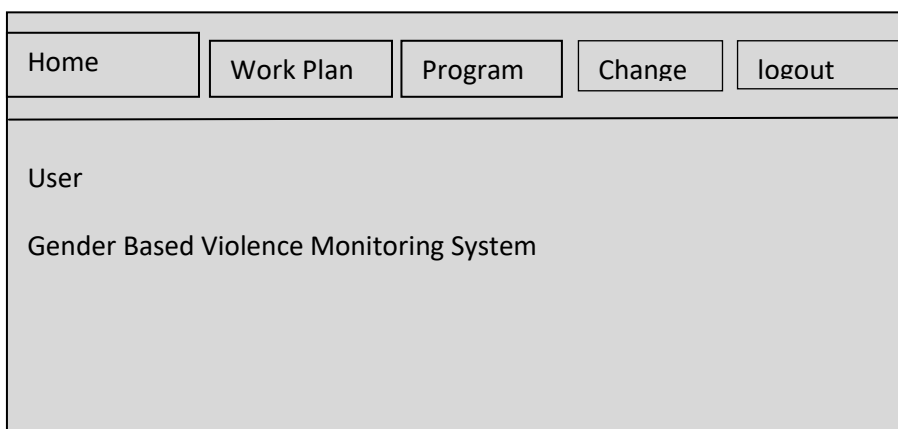 Home Work Plan Program Change logout
User
Gender Based Violence Monitoring System